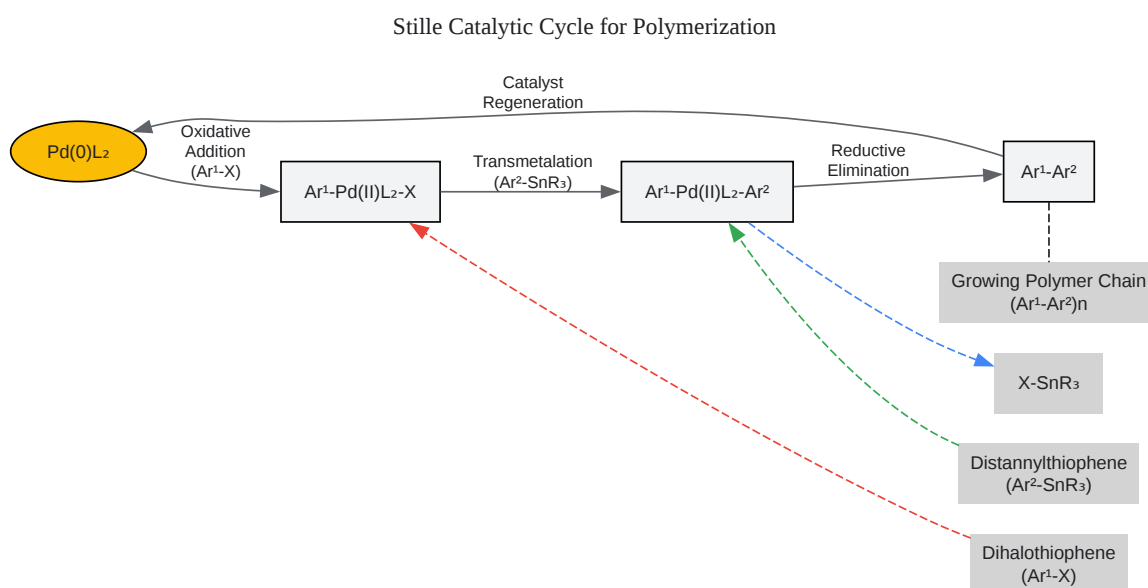 Stille Catalytic Cycle for Polymerization
Catalyst
Regeneration
Pd(0)L₂
Oxidative
Addition
(Ar¹-X)
Ar¹-Pd(II)L₂-X
Transmetalation
(Ar²-SnR₃)
Ar¹-Pd(II)L₂-Ar²
Reductive
Elimination
Ar¹-Ar²
Growing Polymer Chain
(Ar¹-Ar²)n
X-SnR₃
Distannylthiophene
(Ar²-SnR₃)
Dihalothiophene
(Ar¹-X)